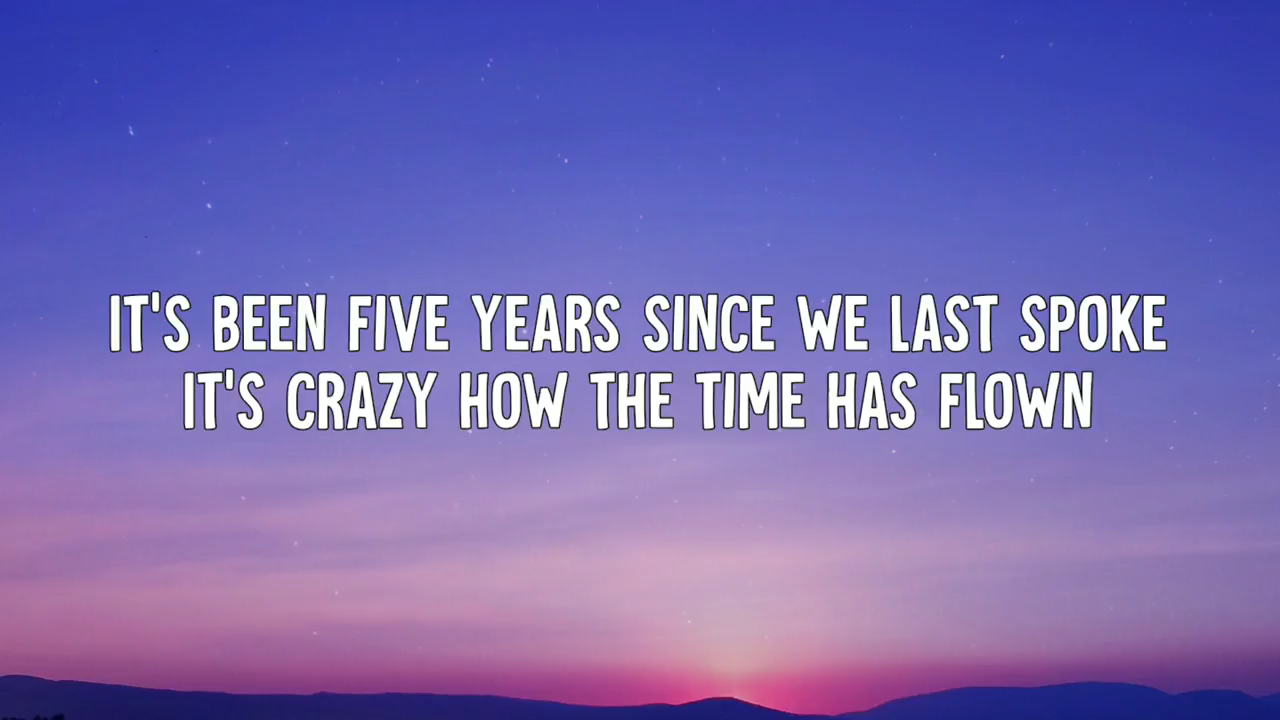 IT'S BEEN FIVE YEARS SINCE WE LAST SPOKE
IT'S CRAZY HOW THE TIME HAS FLOWN